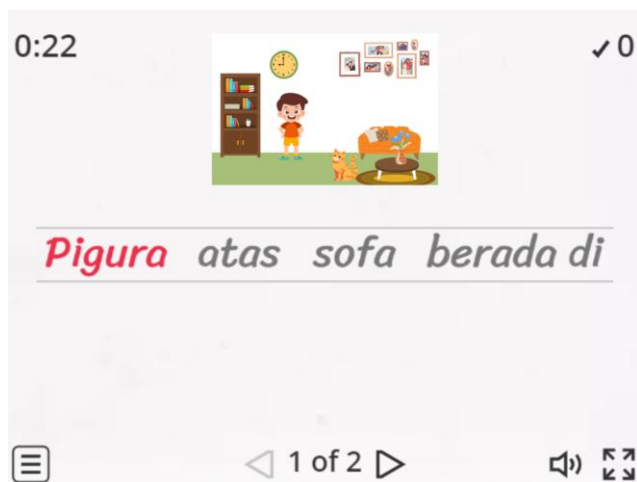 0:22 ✓ 0
Pigura atas sofa berada di
1 of 2